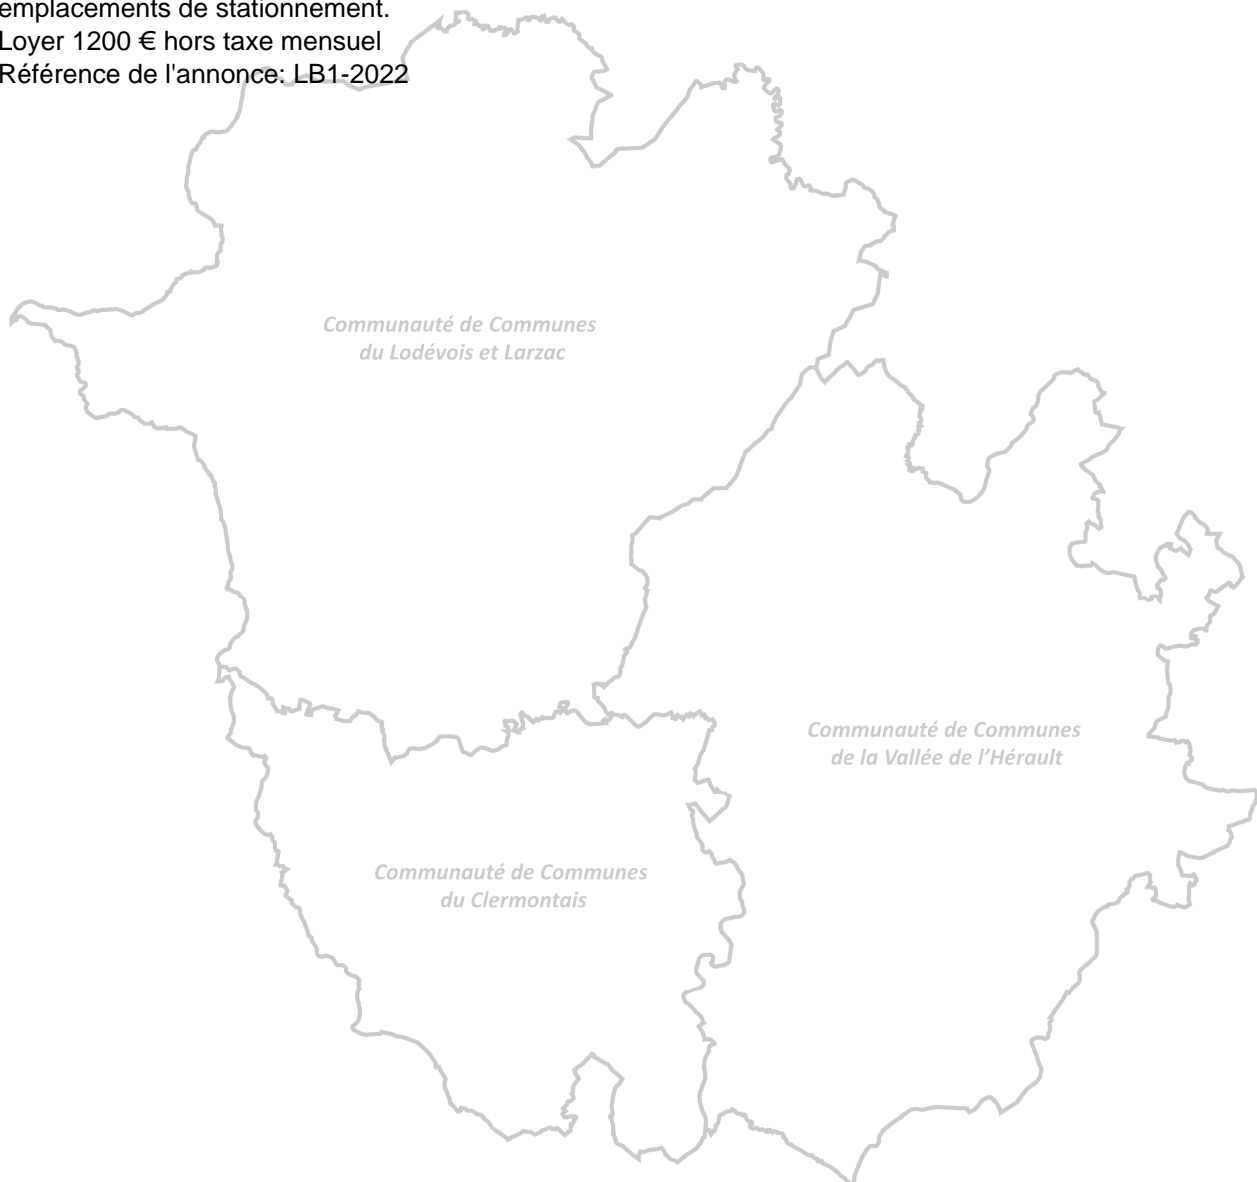 emplacements de stationnement.
Loyer 1200 € hors taxe mensuel
Référence de l'annonce: LB1-2022
Communauté de Communes
du Lodévois et Larzac
Communauté de Communes
de la Vallée de l’Hérault
Communauté de Communes
du Clermontais